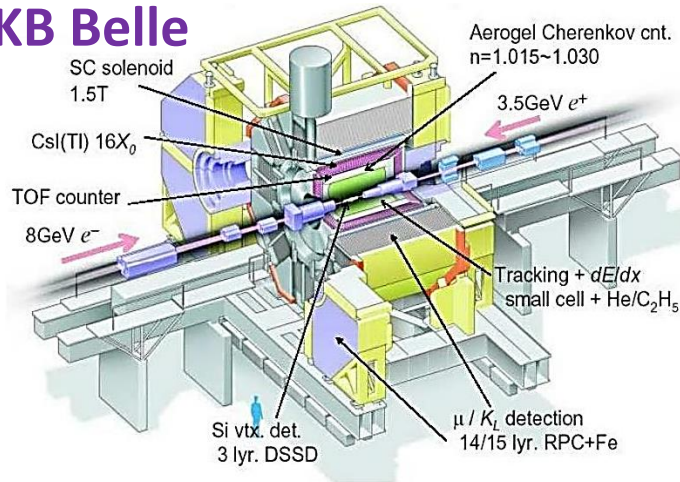 KB Belle
SC solenoid
1.5T
Aerogel Cherenkov cnt.
n=1.015~1.030
3.5GeV e⁺
CsI(Tl) 16X₀
TOF counter
8GeV e⁻
Tracking + dE/dx
small cell + He/C₂H₅
μ / K_L detection
14/15 lyr. RPC+Fe
Si vtx. det.
3 lyr. DSSD